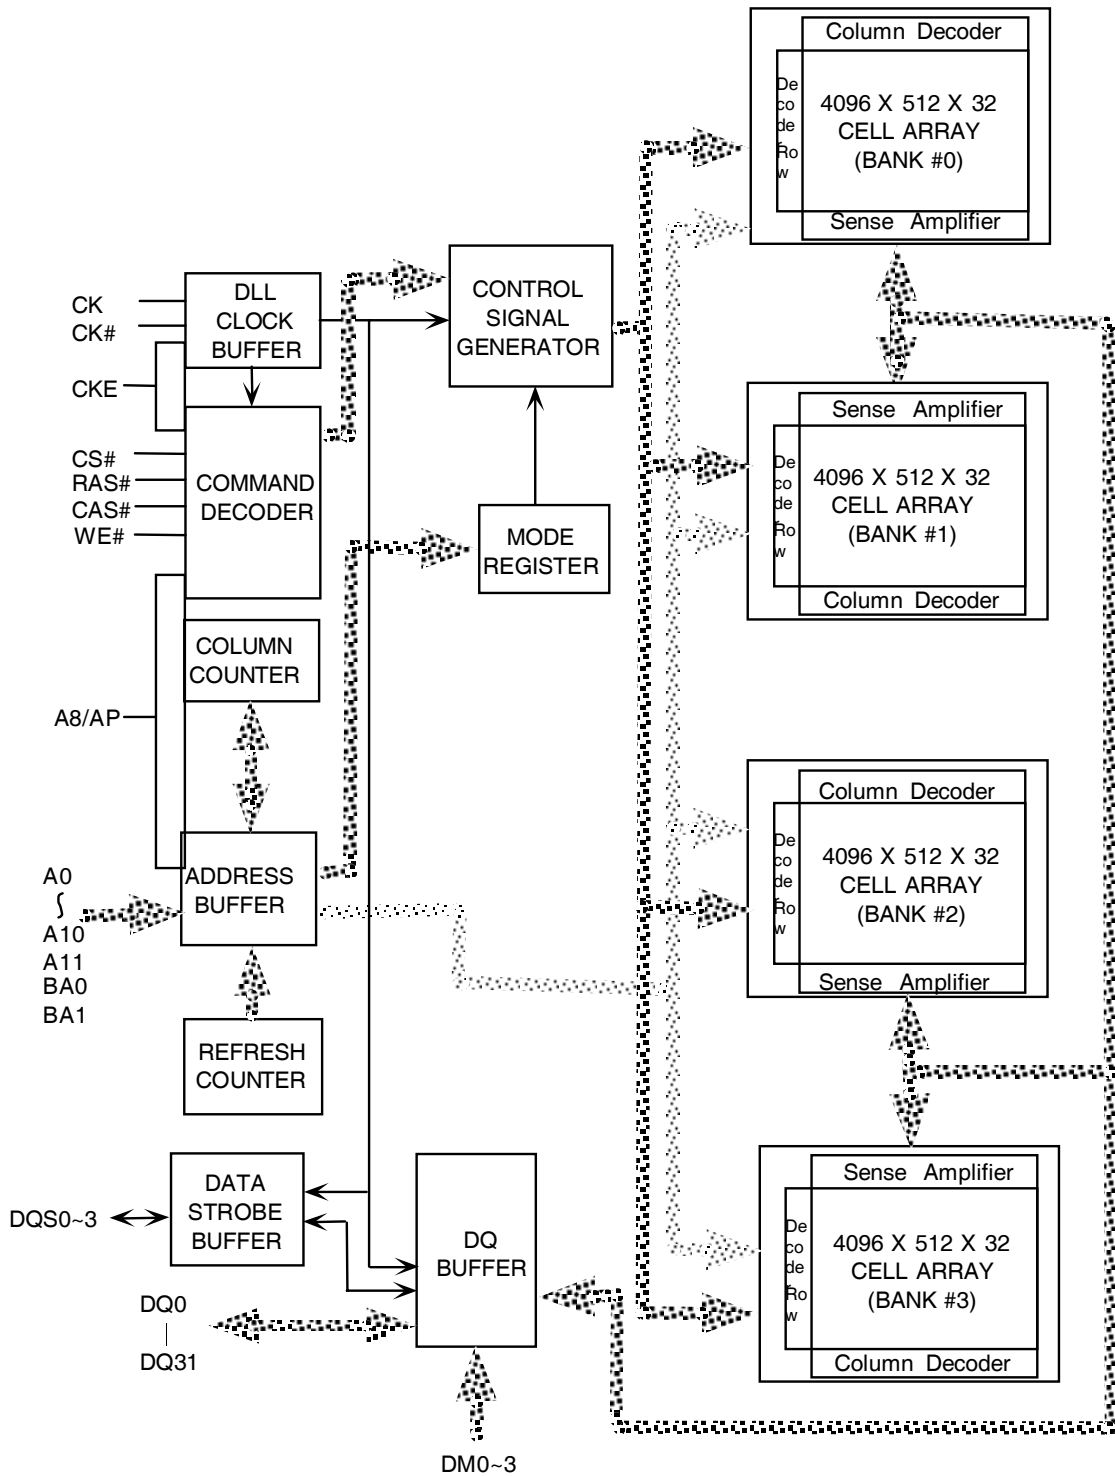 Column Decoder
De
co
de
r
Ro
w
4096 X 512 X 32
CELL ARRAY
(BANK #0)
Sense Amplifier
CK
CK#
CKE
DLL
CLOCK
BUFFER
CONTROL
SIGNAL
GENERATOR
CS#
RAS#
CAS#
WE#
COMMAND
DECODER
MODE
REGISTER
Sense Amplifier
De
co
de
r
Ro
w
4096 X 512 X 32
CELL ARRAY
(BANK #1)
Column Decoder
COLUMN
COUNTER
A8/AP
A0
A10
A11
BA0
BA1
ADDRESS
BUFFER
Column Decoder
De
co
de
r
Ro
w
4096 X 512 X 32
CELL ARRAY
(BANK #2)
Sense Amplifier
REFRESH
COUNTER
DQS0~3
DATA
STROBE
BUFFER
DQ
BUFFER
DQ0
DQ31
DM0~3
Sense Amplifier
De
co
de
r
Ro
w
4096 X 512 X 32
CELL ARRAY
(BANK #3)
Column Decoder